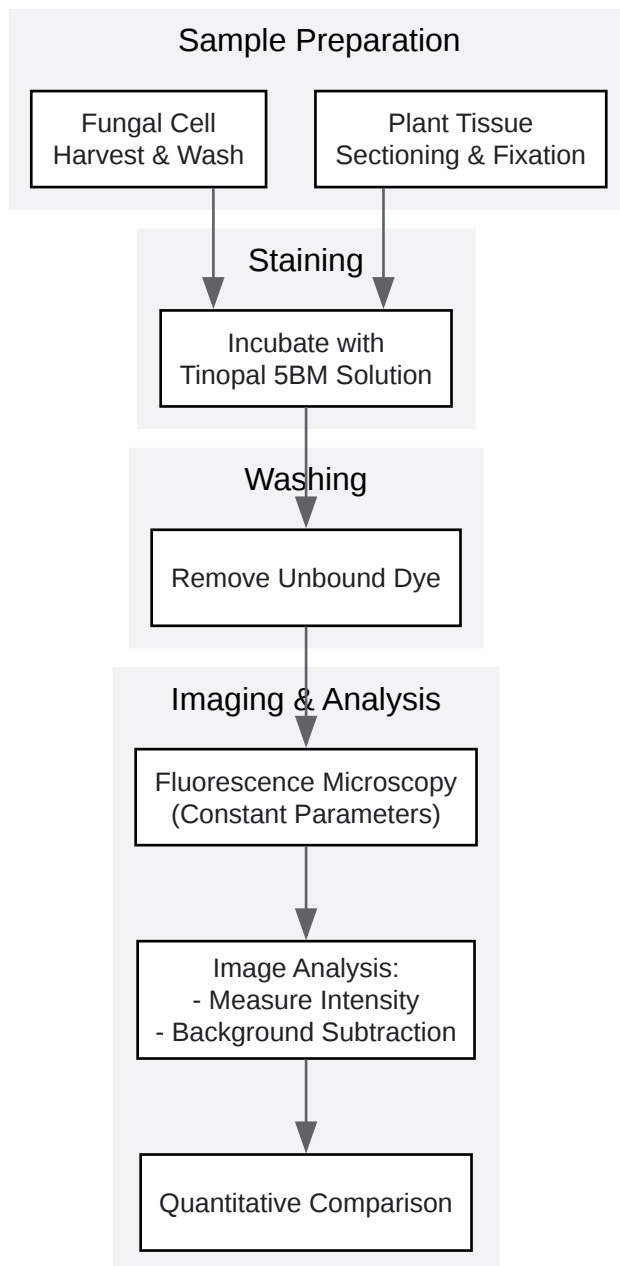 Sample Preparation
Fungal Cell
Harvest & Wash
Plant Tissue
Sectioning & Fixation
Staining
Incubate with
Tinopal 5BM Solution
Washing
Remove Unbound Dye
Imaging & Analysis
Fluorescence Microscopy
(Constant Parameters)
Image Analysis:
- Measure Intensity
- Background Subtraction
Quantitative Comparison